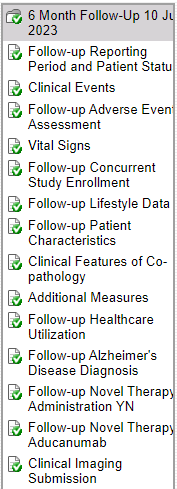 6 Month Follow-Up 10 Ju
2023
Follow-up Reporting
Period and Patient Statu
Clinical Events
Follow-up Adverse Event
Assessment
Vital Signs
Follow-up Concurrent
Study Enrollment
Follow-up Lifestyle Data
Follow-up Patient
Characteristics
Clinical Features of Co-
pathology
Additional Measures
Follow-up Healthcare
Utilization
Follow-up Alzheimer's
Disease Diagnosis
Follow-up Novel Therapy
Administration YN
Follow-up Novel Therapy
Aducanumab
Clinical Imaging
Submission